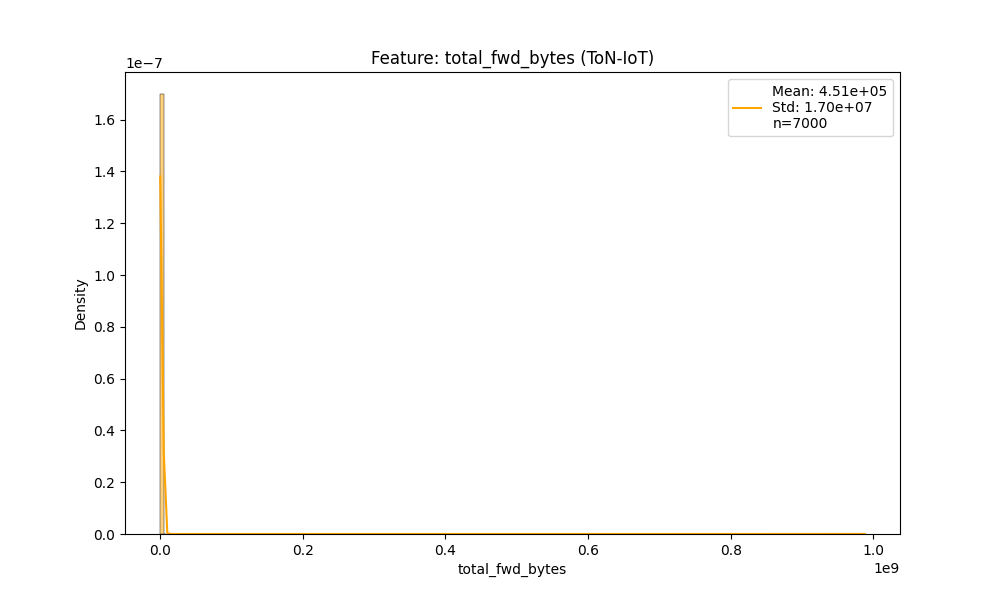 Feature: total_fwd_bytes (ToN-IoT)
1e−7
Mean: 4.51e+05
Std: 1.70e+07
n=7000
1.6
1.4
1.2
1.0
0.8
0.6
0.4
0.2
0.0
Density
0.0 0.2 0.4 0.6 0.8 1.0
1e9
total_fwd_bytes